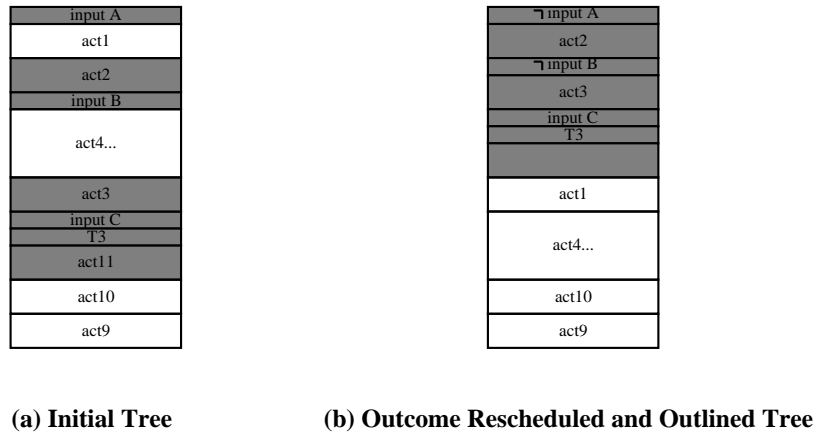 input A
act1
act2
input B
act4...
act3
input C
T3
act11
act10
act9
(a) Initial Tree
¬ input A
act2
¬ input B
act3
input C
T3
act1
act4...
act10
act9
(b) Outcome Rescheduled and Outlined Tree